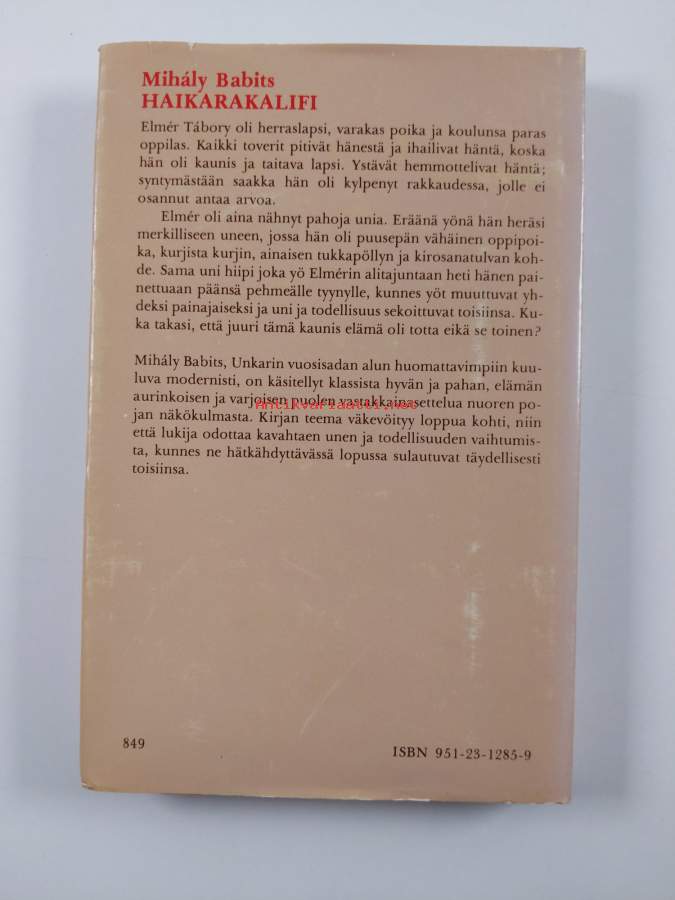 Mihály Babits
HAIKARAKALIFI
Elmér Tábory oli herraslapsi, varakas poika ja koulunsa paras
oppilas. Kaikki toverit pitivät hänestä ja ihailivat häntä, koska
hän oli kaunis ja taitava lapsi. Ystävät hemmottelivat häntä;
syntymästään saakka hän oli kylpenyt rakkaudessa, jolle ei
osannut antaa arvoa.
Elmér oli aina nähnyt pahoja unia. Eräänä yönä hän heräsi
merkilliseen uneen, jossa hän oli puusepän vähäinen oppipoi-
ka, kurjista kurjin, ainaisen tukkapöllyn ja kirosanatulvan koh-
de. Sama uni hiipi joka yö Elmérin alitajuntaan heti hänen pai-
nettuaan päänsä pehmeälle tyynylle, kunnes yöt muuttuvat yh-
deksi painajaiseksi ja uni ja todellisuus sekoittuvat toisiinsa. Ku-
ka takasi, että juuri tämä kaunis elämä oli totta eikä se toinen?
Mihály Babits, Unkarin vuosisadan alun huomattavimpiin kuu-
luva modernisti, on käsitellyt klassista hyvän ja pahan, elämän
aurinkoisen ja varjoisen puolen vastakkainasettelua nuoren po-
Antikvariaatti.net
jan näkökulmasta. Kirjan teema väkevöityy loppua kohti, niin
että lukija odottaa kavahtaen unen ja todellisuuden vaihtumis-
ta, kunnes ne hätkähdyttävässä lopussa sulautuvat täydellisesti
toisiinsa.
849
ISBN 951-23-1285-9